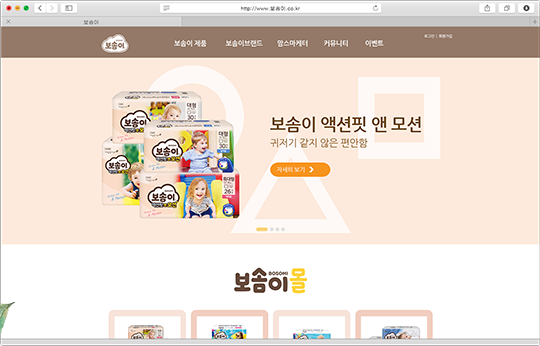 http://www.보솜이.co.kr
보솜이
보솜이
보솜이 제품 보솜이브랜드 맘스마케터 커뮤니티 이벤트
로그인 | 회원가입
보솜이 액션핏 앤 모션
귀저기 같지 않은 편안함
자세히 보기
보솜이
대형
30
보솜이
대형
30
보솜이
특대형
26
BOSOMI
보솜이몰